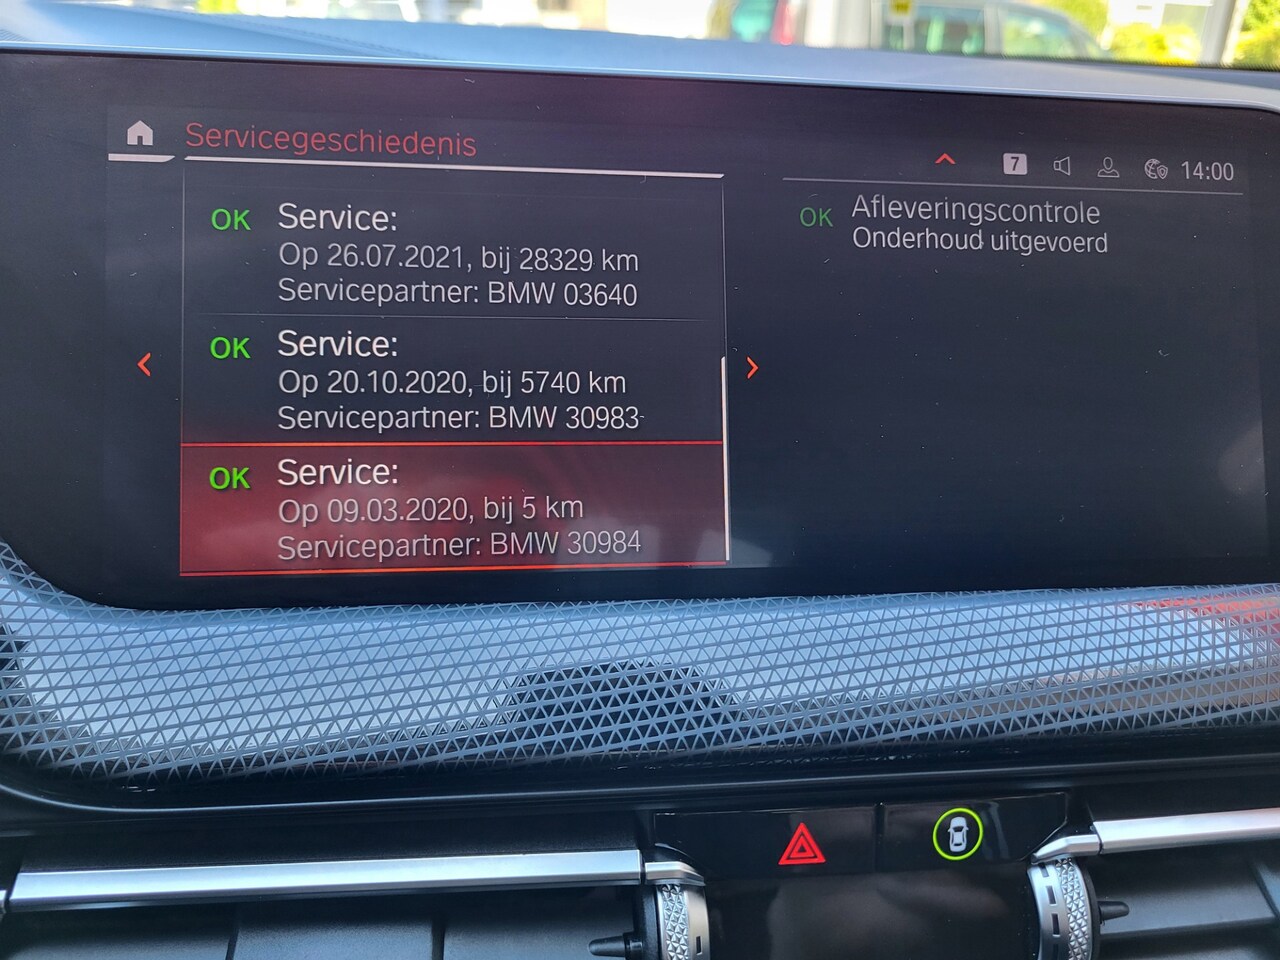 Servicegeschiedenis
7
14:00
OK Service:
Op 26.07.2021, bij 28329 km
Servicepartner: BMW 03640
OK Service:
Op 20.10.2020, bij 5740 km
Servicepartner: BMW 30983
OK Service:
Op 09.03.2020, bij 5 km
Servicepartner: BMW 30984
OK Afleveringscontrole
Onderhoud uitgevoerd